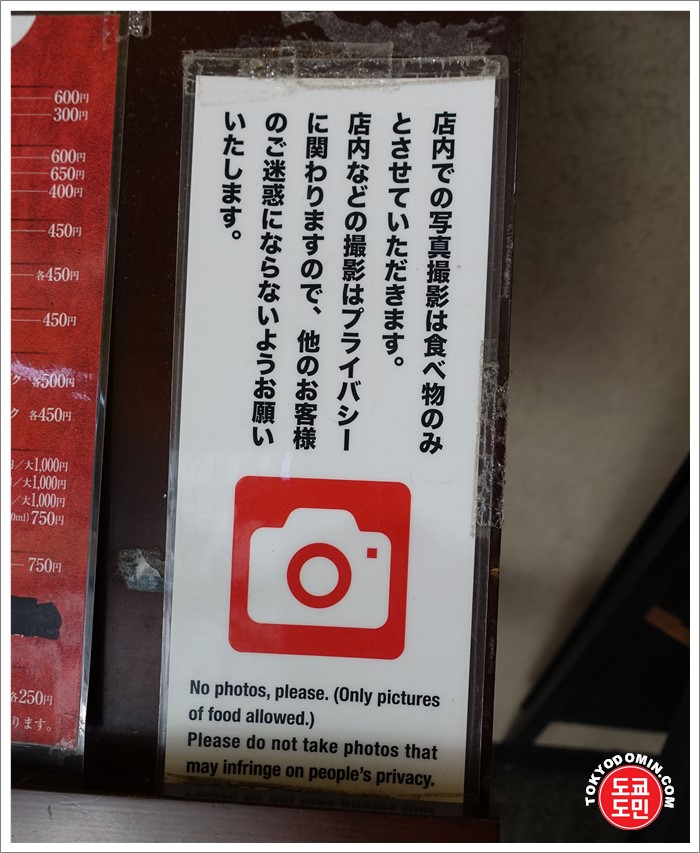 600円
300円
600円
650円
400円
450円
各450円
450円
ク 各500円
ク 各450円
円／大1,000円
円／大1,000円
／大1,000円
0ml) 750円
750円
各250円
ります。
店内での写真撮影は食べ物のみ
とさせていただきます。
店内などの撮影はプライバシー
に関わりますので、他のお客様
のご迷惑にならないようお願い
いたします。
No photos, please. (Only pictures
of food allowed.)
Please do not take photos that
may infringe on people's privacy.
TOKYODOMIN.COM
도쿄
도민